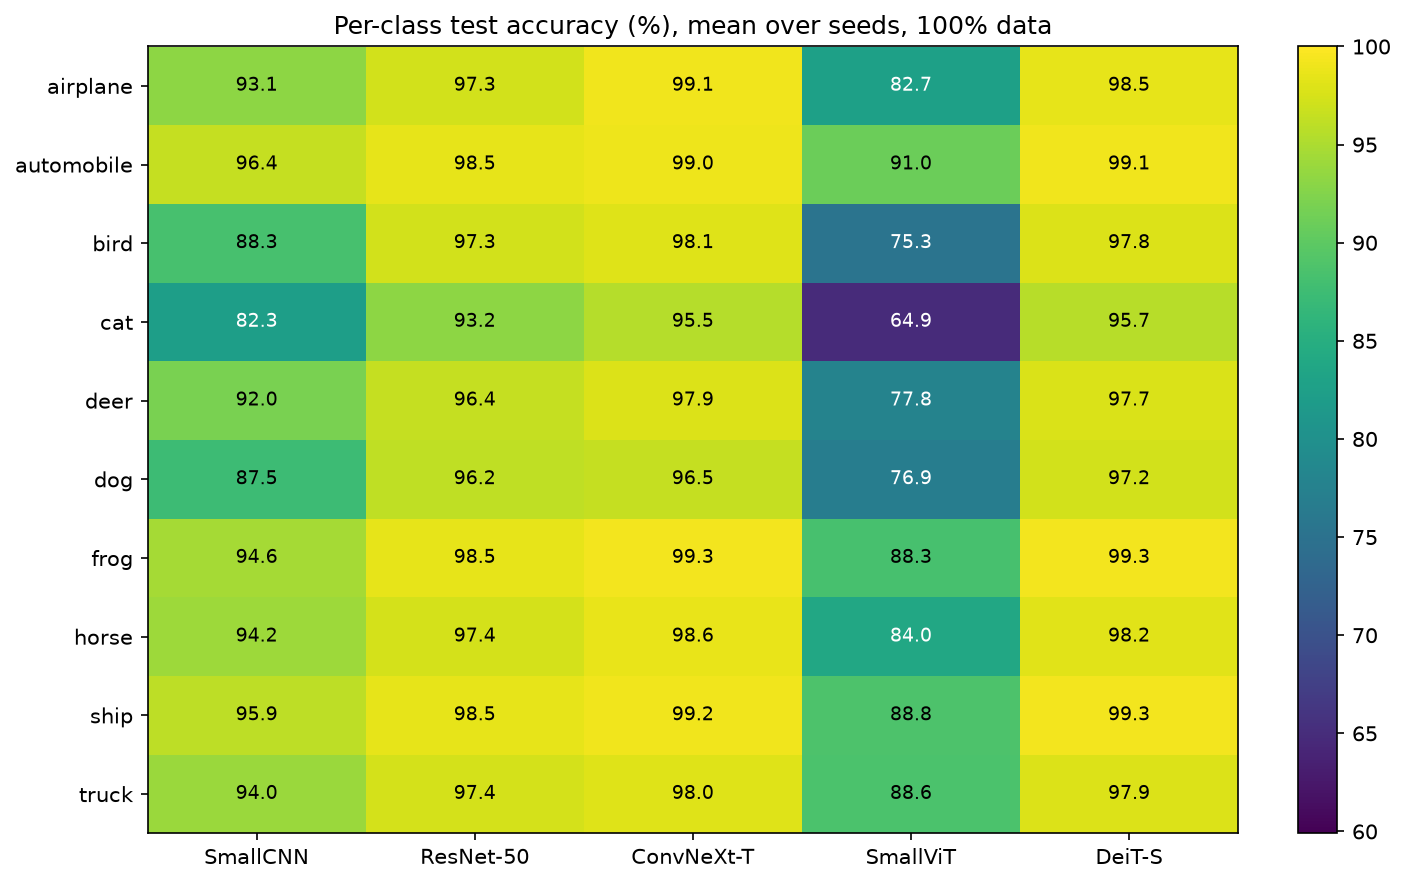 Per-class test accuracy (%), mean over seeds, 100% data
airplane 93.1 97.3 99.1 82.7 98.5
automobile 96.4 98.5 99.0 91.0 99.1
bird 88.3 97.3 98.1 75.3 97.8
cat 82.3 93.2 95.5 64.9 95.7
deer 92.0 96.4 97.9 77.8 97.7
dog 87.5 96.2 96.5 76.9 97.2
frog 94.6 98.5 99.3 88.3 99.3
horse 94.2 97.4 98.6 84.0 98.2
ship 95.9 98.5 99.2 88.8 99.3
truck 94.0 97.4 98.0 88.6 97.9
SmallCNN ResNet-50 ConvNeXt-T SmallViT DeiT-S
100
95
90
85
80
75
70
65
60